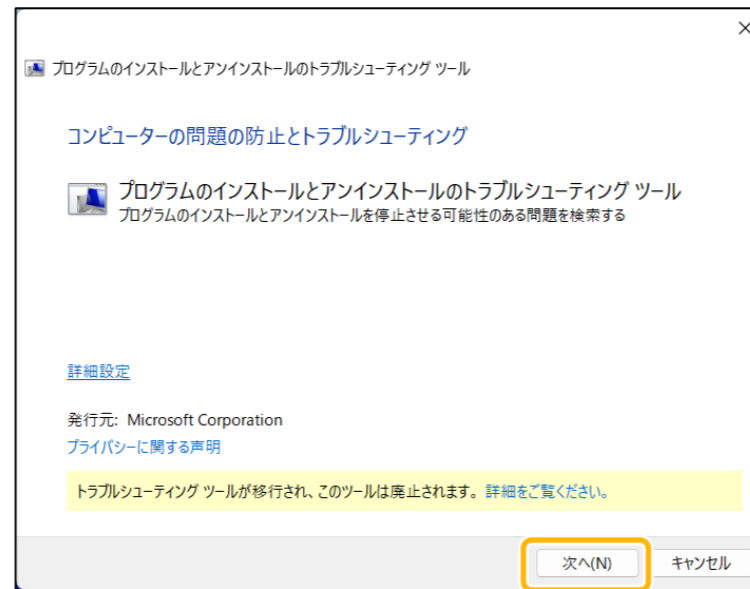 プログラムのインストールとアンインストールのトラブルシューティング ツール
コンピューターの問題の防止とトラブルシューティング
プログラムのインストールとアンインストールのトラブルシューティング ツール
プログラムのインストールとアンインストールを停止させる可能性のある問題を検索する
詳細設定
発行元: Microsoft Corporation
プライバシーに関する声明
トラブルシューティング ツールが移行され、このツールは廃止されます。 詳細をご覧ください。
次へ(N) キャンセル